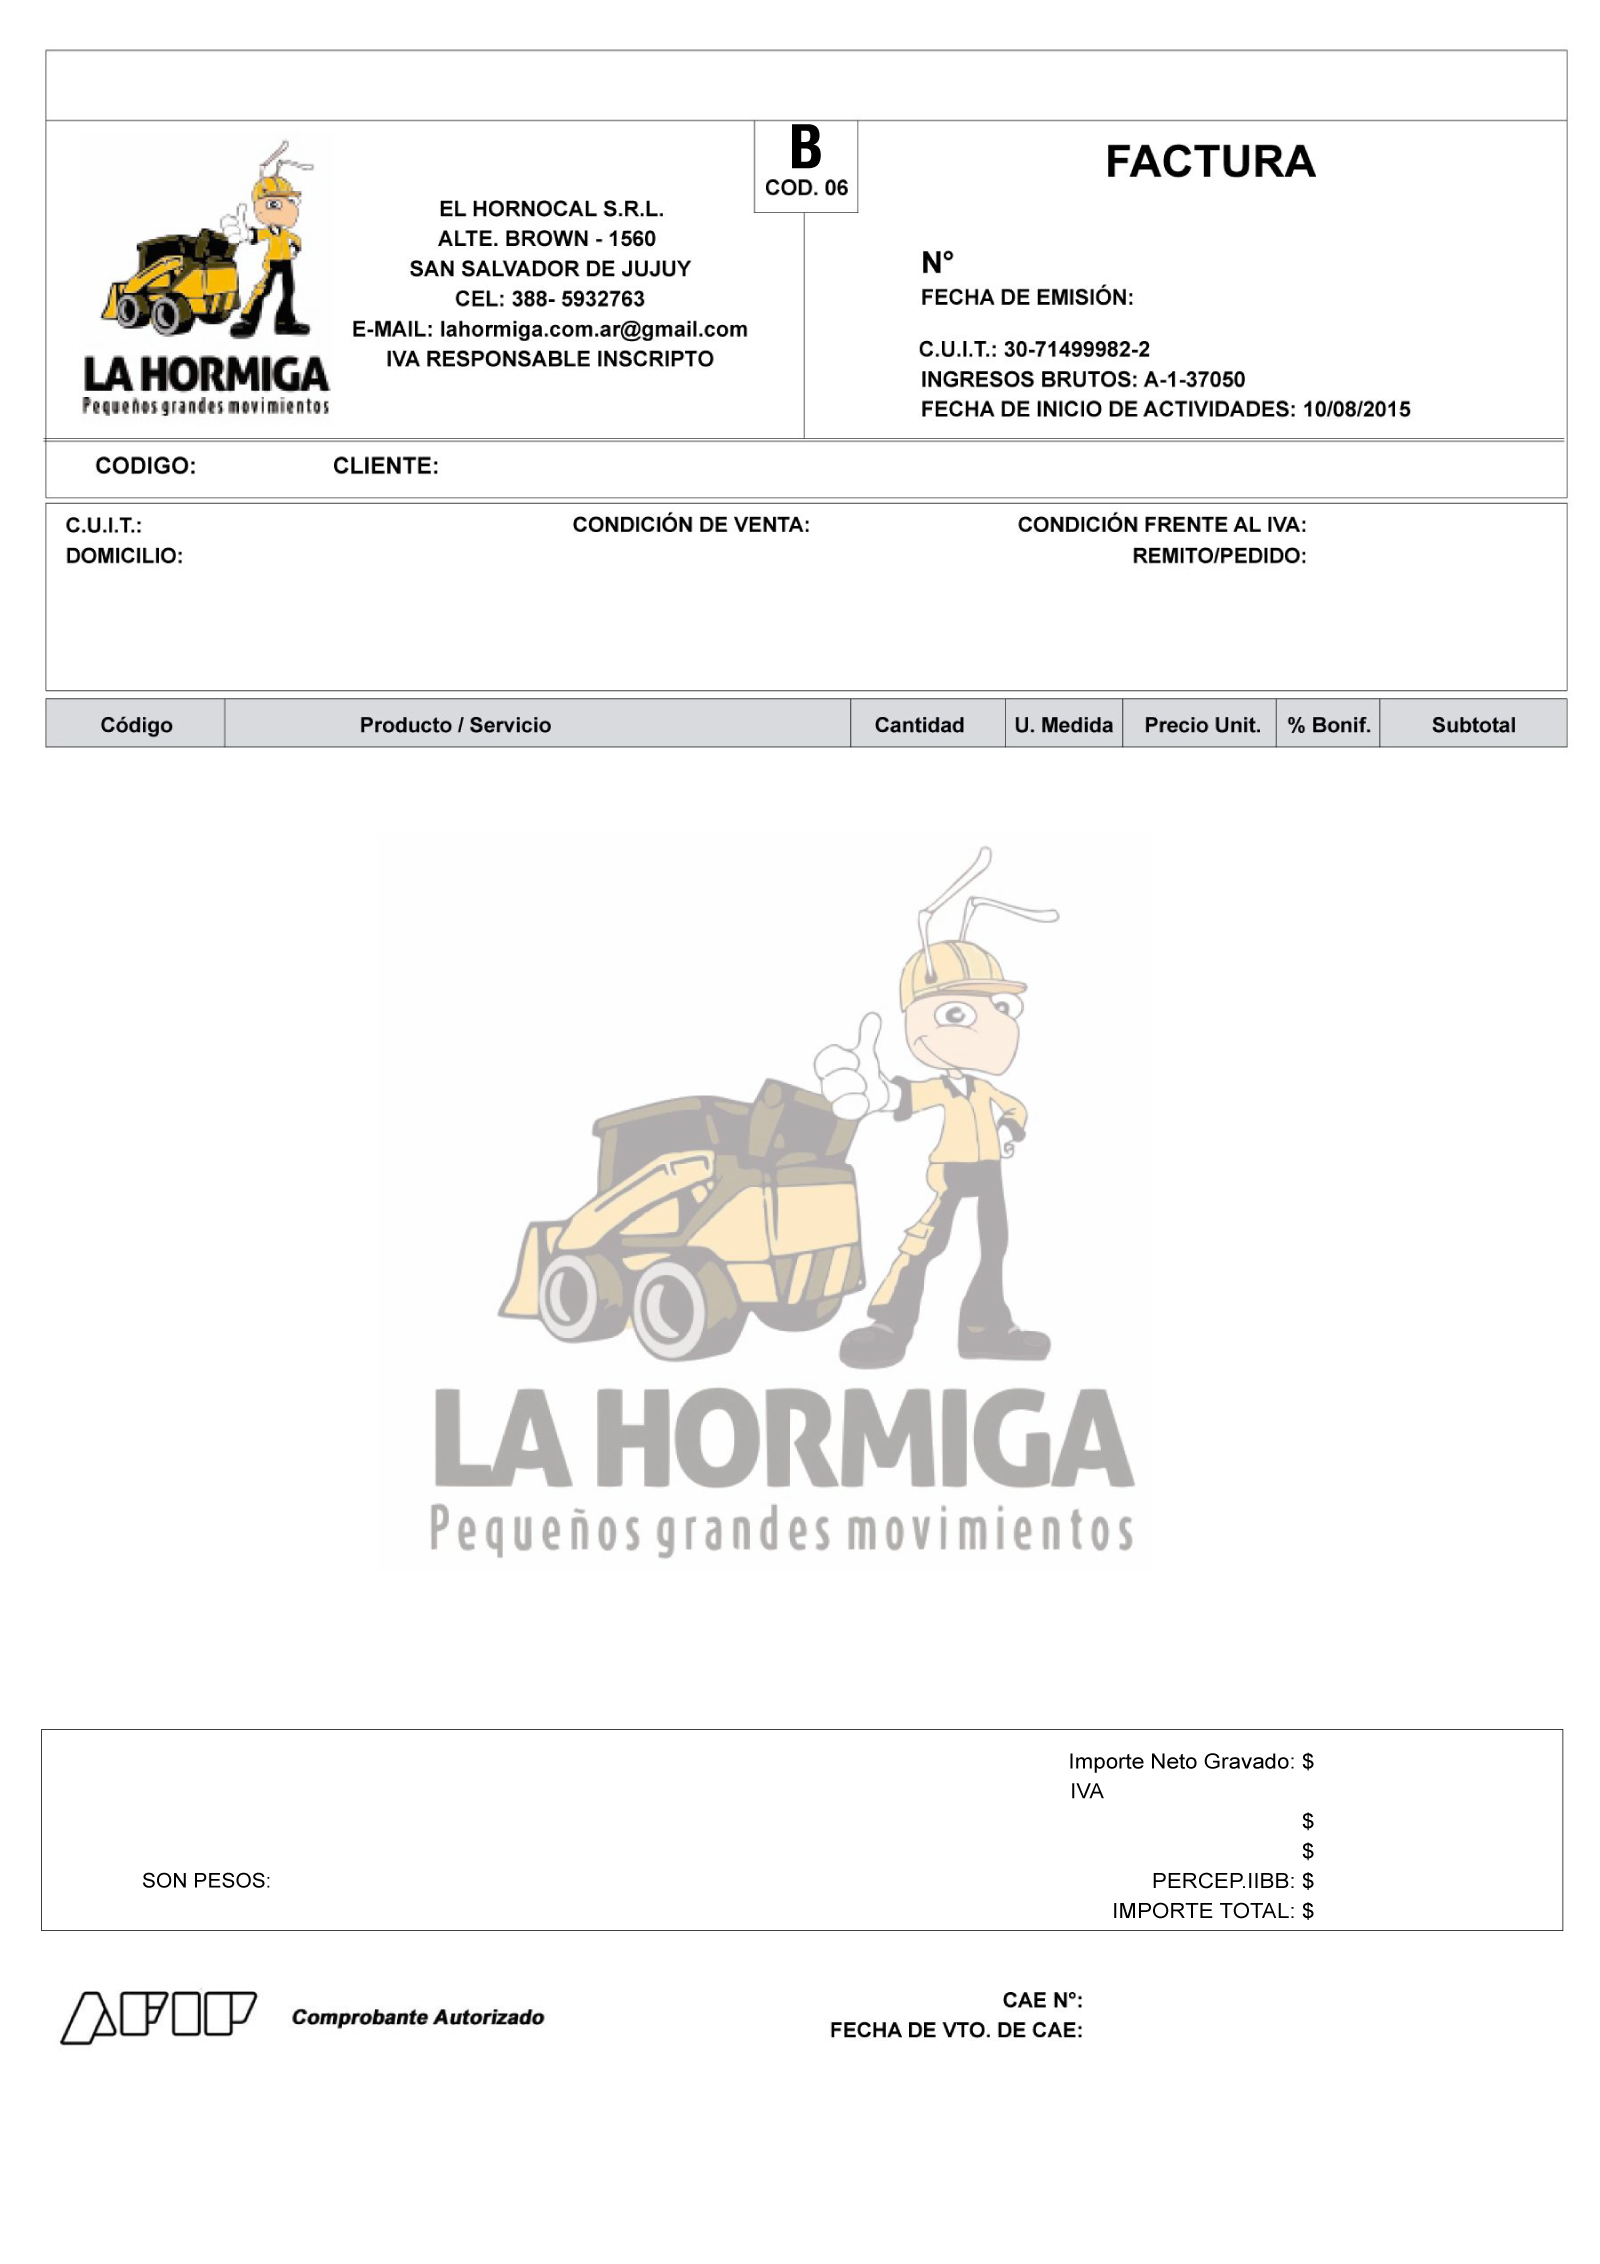 B
COD. 06
FACTURA
EL HORNOCAL S.R.L.
ALTE. BROWN - 1560
SAN SALVADOR DE JUJUY
CEL: 388- 5932763
E-MAIL: lahormiga.com.ar@gmail.com
IVA RESPONSABLE INSCRIPTO
LA HORMIGA
Pequeños grandes movimientos
N°
FECHA DE EMISIÓN:
C.U.I.T.: 30-71499982-2
INGRESOS BRUTOS: A-1-37050
FECHA DE INICIO DE ACTIVIDADES: 10/08/2015
CODIGO: CLIENTE:
C.U.I.T.: CONDICIÓN DE VENTA: CONDICIÓN FRENTE AL IVA:
DOMICILIO: REMITO/PEDIDO:
Código Producto / Servicio Cantidad U. Medida Precio Unit. % Bonif. Subtotal
LA HORMIGA
Pequeños grandes movimientos
Importe Neto Gravado: $
IVA
$
$
SON PESOS: PERCEP.IIBB: $
IMPORTE TOTAL: $
AFIP Comprobante Autorizado
CAE N°:
FECHA DE VTO. DE CAE: